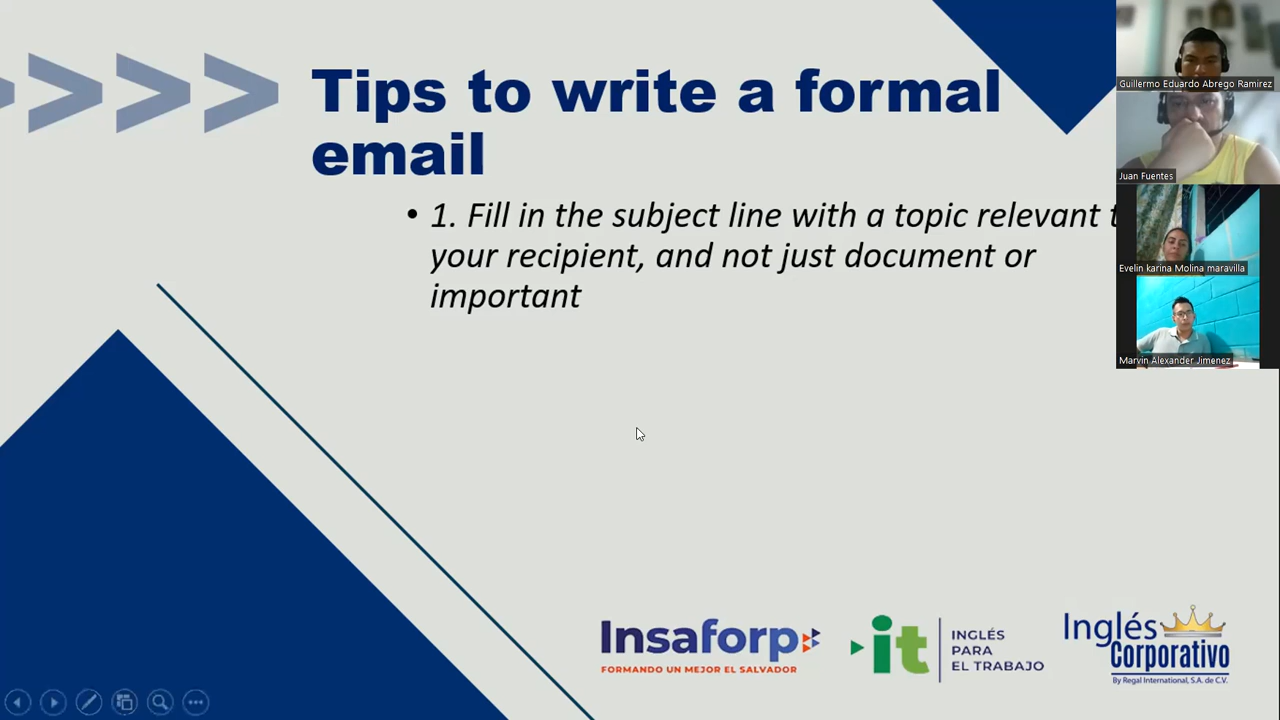 Tips to write a formal
email
• 1. Fill in the subject line with a topic relevant
your recipient, and not just document or
important
Guillermo Eduardo Abrego Ramirez
Juan Fuentes
Evelin karina Molina maravilla
Marvin Alexander Jimenez
Insaforp
FORMANDO UN MEJOR EL SALVADOR
it
INGLÉS
PARA
EL TRABAJO
Inglés
Corporativo
By Regal International, S.A. de C.V.